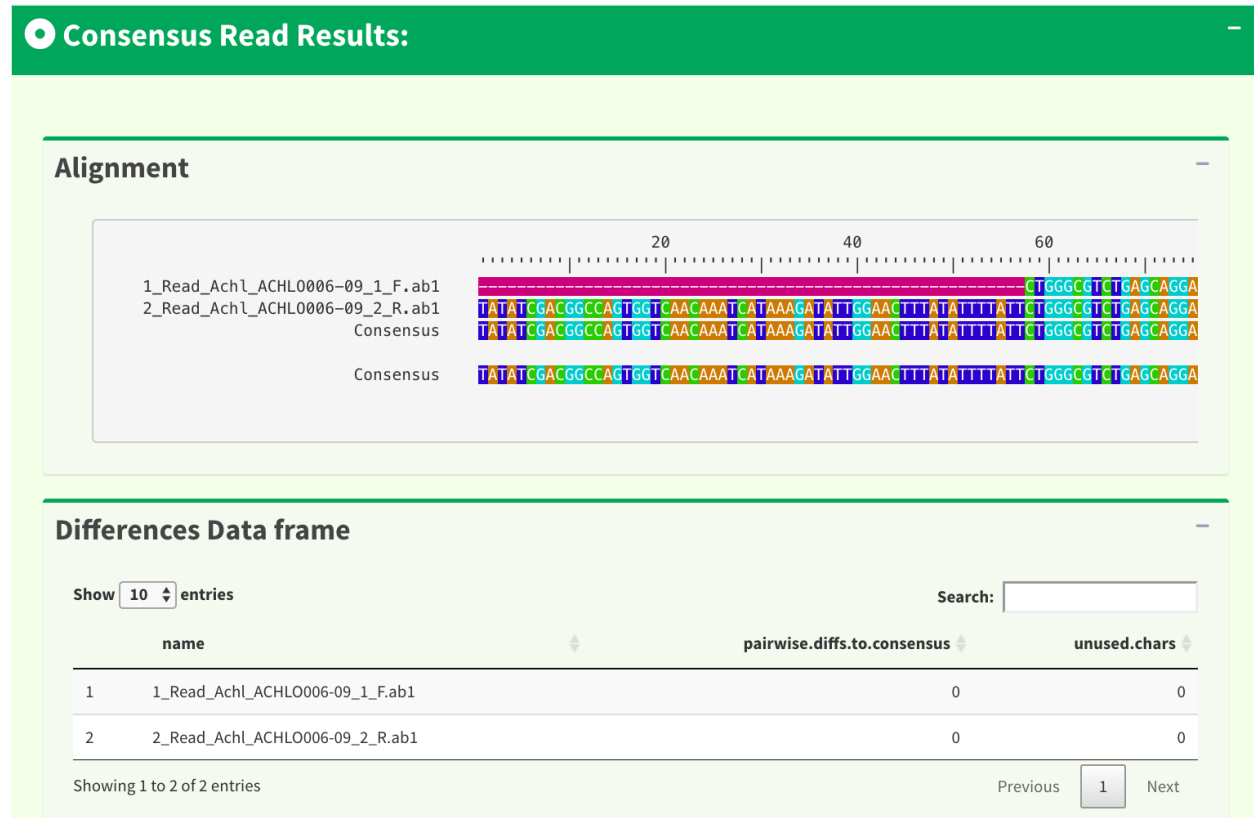 Consensus Read Results:
Alignment
20 40 60
1_Read_Achl_ACHLO006-09_1_F.ab1 ---------------------------------------------------------CTGGGCGTCTGAGCAGGA
2_Read_Achl_ACHLO006-09_2_R.ab1 TATATCGACGGCCAGTGGTCAACAAATCATAAAGATATTGGAACTTTATATTTTATTCTGGGCGTCTGAGCAGGA
Consensus TATATCGACGGCCAGTGGTCAACAAATCATAAAGATATTGGAACTTTATATTTTATTCTGGGCGTCTGAGCAGGA
Consensus TATATCGACGGCCAGTGGTCAACAAATCATAAAGATATTGGAACTTTATATTTTATTCTGGGCGTCTGAGCAGGA
Differences Data frame
Show 10 entries Search:
name pairwise.diffs.to.consensus unused.chars
1 1_Read_Achl_ACHLO006-09_1_F.ab1 0 0
2 2_Read_Achl_ACHLO006-09_2_R.ab1 0 0
Showing 1 to 2 of 2 entries Previous 1 Next